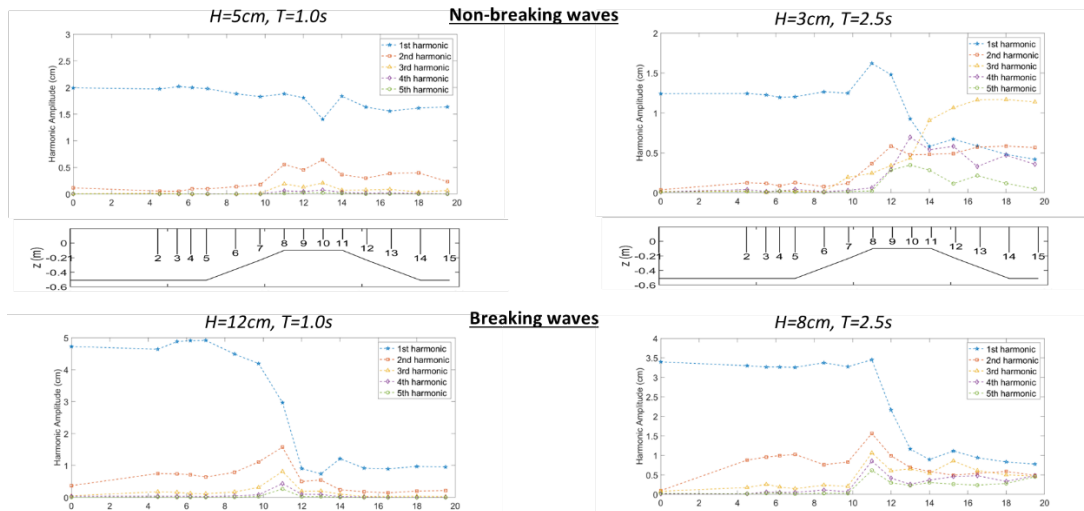 Non-breaking waves
H=5cm, T=1.0s
3
2.5
2
1.5
1
0.5
0
Harmonic Amplitude (cm)
1st harmonic
2nd harmonic
3rd harmonic
4th harmonic
5th harmonic
0 2 4 6 8 10 12 14 16 18 20
H=3cm, T=2.5s
2
1.5
1
0.5
0
Harmonic Amplitude (cm)
1st harmonic
2nd harmonic
3rd harmonic
4th harmonic
5th harmonic
0 2 4 6 8 10 12 14 16 18 20
z (m)
0
-0.2
-0.4
-0.6
1 2 3 4 5 6 7 8 9 10 11 12 13 14 15
z (m)
0
-0.2
-0.4
-0.6
1 2 3 4 5 6 7 8 9 10 11 12 13 14 15
Breaking waves
H=12cm, T=1.0s
5
4
3
2
1
0
Harmonic Amplitude (cm)
1st harmonic
2nd harmonic
3rd harmonic
4th harmonic
5th harmonic
0 2 4 6 8 10 12 14 16 18 20
H=8cm, T=2.5s
4
3.5
3
2.5
2
1.5
1
0.5
0
Harmonic Amplitude (cm)
1st harmonic
2nd harmonic
3rd harmonic
4th harmonic
5th harmonic
0 2 4 6 8 10 12 14 16 18 20